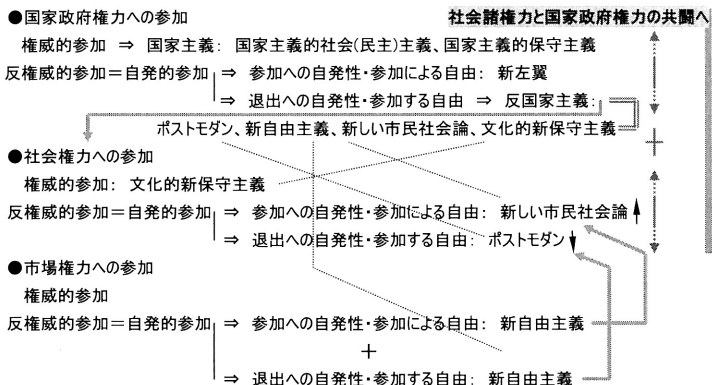 ●国家政府権力への参加 社会諸権力と国家政府権力の共闘へ
権威的参加 ⇒ 国家主義: 国家主義的社会(民主)主義、国家主義的保守主義
反権威的参加=自発的参加 ⇒ 参加への自発性・参加による自由: 新左翼
⇒ 退出への自発性・参加する自由 ⇒ 反国家主義:
ポストモダン、新自由主義、新しい市民社会論、文化的新保守主義
+
●社会権力への参加
権威的参加: 文化的新保守主義
反権威的参加=自発的参加 ⇒ 参加への自発性・参加による自由: 新しい市民社会論
⇒ 退出への自発性・参加する自由: ポストモダン
●市場権力への参加
権威的参加
反権威的参加=自発的参加 ⇒ 参加への自発性・参加による自由: 新自由主義
+
⇒ 退出への自発性・参加する自由: 新自由主義